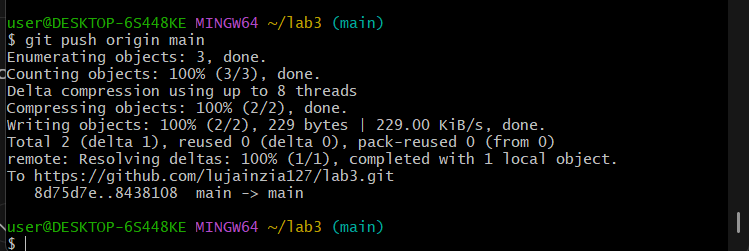 user@DESKTOP-6S448KE MINGW64 ~/lab3 (main)
$ git push origin main
Enumerating objects: 3, done.
Counting objects: 100% (3/3), done.
Delta compression using up to 8 threads
Compressing objects: 100% (2/2), done.
Writing objects: 100% (2/2), 229 bytes | 229.00 KiB/s, done.
Total 2 (delta 1), reused 0 (delta 0), pack-reused 0 (from 0)
remote: Resolving deltas: 100% (1/1), completed with 1 local object.
To https://github.com/lujainzia127/lab3.git
   8d75d7e..8438108  main -> main
user@DESKTOP-6S448KE MINGW64 ~/lab3 (main)
$